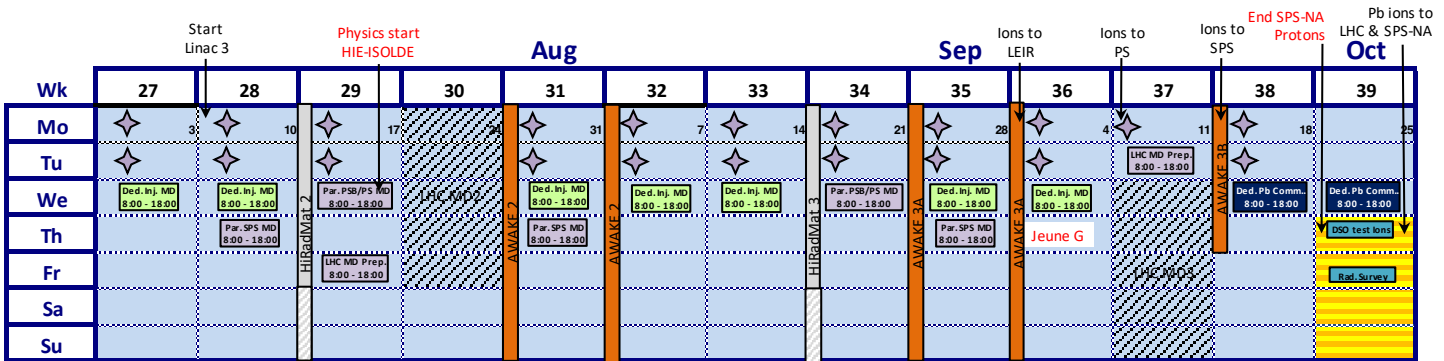 Start
Linac 3
Physics start
HIE-ISOLDE
Aug
Sep
Ions to
LEIR
Ions to
PS
Ions to
SPS
End SPS-NA
Protons
Pb ions to
LHC & SPS-NA
Oct
Wk 27 28 29 30 31 32 33 34 35 36 37 38 39
Mo 3 10 17 24 31 7 14 21 28 4 11 18 25
Tu
LHC MD Prep.
8:00 - 18:00
We
Ded. Inj. MD
8:00 - 18:00
Ded. Inj. MD
8:00 - 18:00
Par. PSB/PS MD
8:00 - 18:00
LHC MD2
Ded. Inj. MD
8:00 - 18:00
Ded. Inj. MD
8:00 - 18:00
Ded. Inj. MD
8:00 - 18:00
Par. PSB/PS MD
8:00 - 18:00
Ded. Inj. MD
8:00 - 18:00
Ded. Inj. MD
8:00 - 18:00
Ded. Pb Comm..
8:00 - 18:00
Ded. Pb Comm..
8:00 - 18:00
Th
Par. SPS MD
8:00 - 18:00
Par. SPS MD
8:00 - 18:00
Par. SPS MD
8:00 - 18:00
Jeune G
DSO test Ions
8:00 - 18:00
Fr
LHC MD Prep.
8:00 - 18:00
LHC MD3
Rad. Survey
Sa
Su
HiRadMat 2
AWAKE 2
AWAKE 2
HiRadMat 3
AWAKE 3A
AWAKE 3A
AWAKE 3B